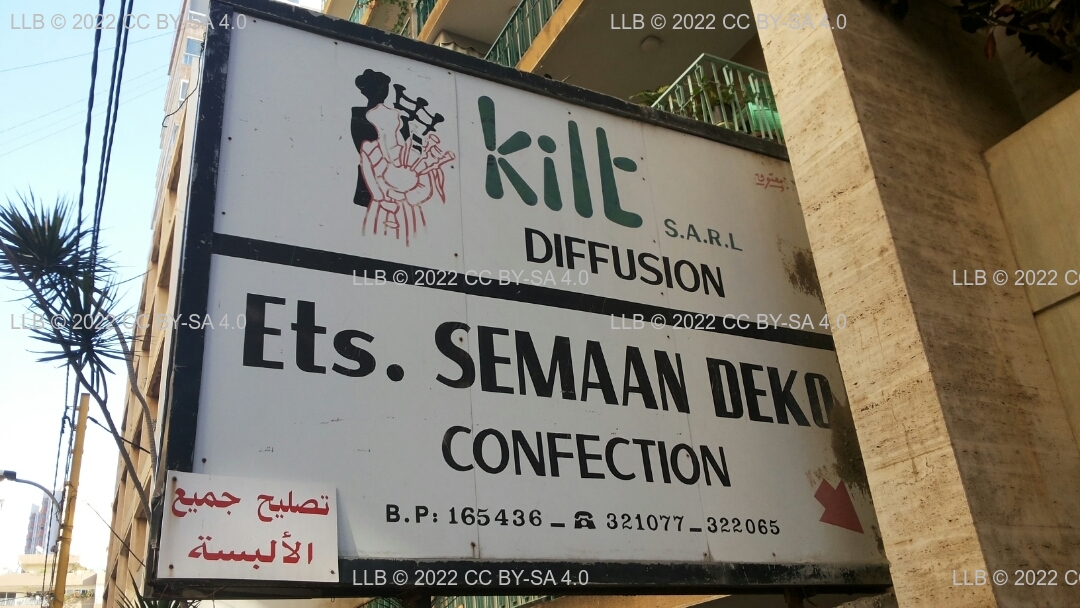 kilt
S.A.R.L
DIFFUSION
Ets. SEMAAN DEKO
CONFECTION
B.P: 165436 _ ☎ 321077 _ 322065
تصليح جميع
الألبسة
LLB © 2022 CC BY-SA 4.0